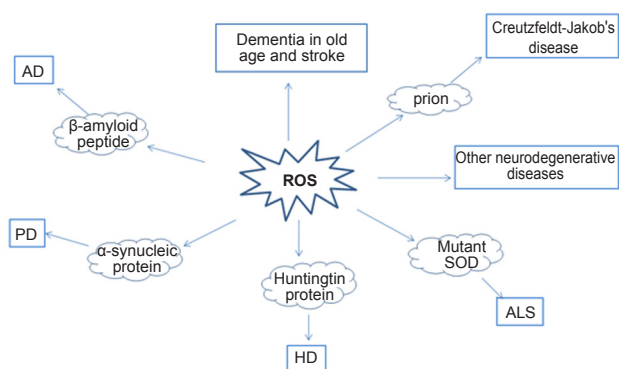 Dementia in old
age and stroke
Creutzfeldt-Jakob's
disease
AD
prion
β-amyloid
peptide
Other neurodegenerative
diseases
ROS
PD
α-synucleic
protein
Mutant
SOD
Huntingtin
protein
ALS
HD